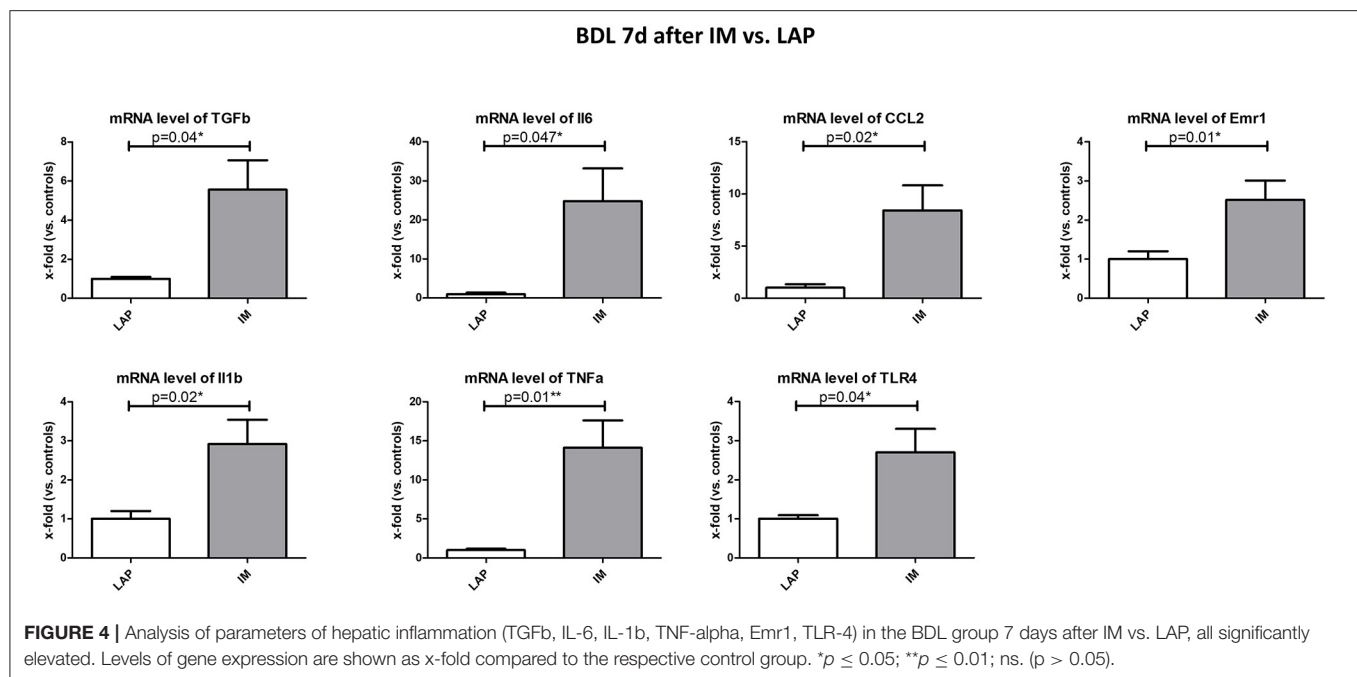 BDL 7d after IM vs. LAP
mRNA level of TGFb
p=0.04*
x-fold (vs. controls)
8
6
4
2
0
LAP
IM
mRNA level of Il6
p=0.047*
x-fold (vs. controls)
40
30
20
10
0
LAP
IM
mRNA level of CCL2
p=0.02*
x-fold (vs. controls)
15
10
5
0
LAP
IM
mRNA level of Emr1
p=0.01*
x-fold (vs. controls)
4
3
2
1
0
LAP
IM
mRNA level of Il1b
p=0.02*
x-fold (vs. controls)
4
3
2
1
0
LAP
IM
mRNA level of TNFa
p=0.01**
x-fold (vs. controls)
20
15
10
5
0
LAP
IM
mRNA level of TLR4
p=0.04*
x-fold (vs. controls)
4
3
2
1
0
LAP
IM
FIGURE 4 | Analysis of parameters of hepatic inflammation (TGFb, IL-6, IL-1b, TNF-alpha, Emr1, TLR-4) in the BDL group 7 days after IM vs. LAP, all significantly
elevated. Levels of gene expression are shown as x-fold compared to the respective control group. *p ≤ 0.05; **p ≤ 0.01; ns. (p > 0.05).